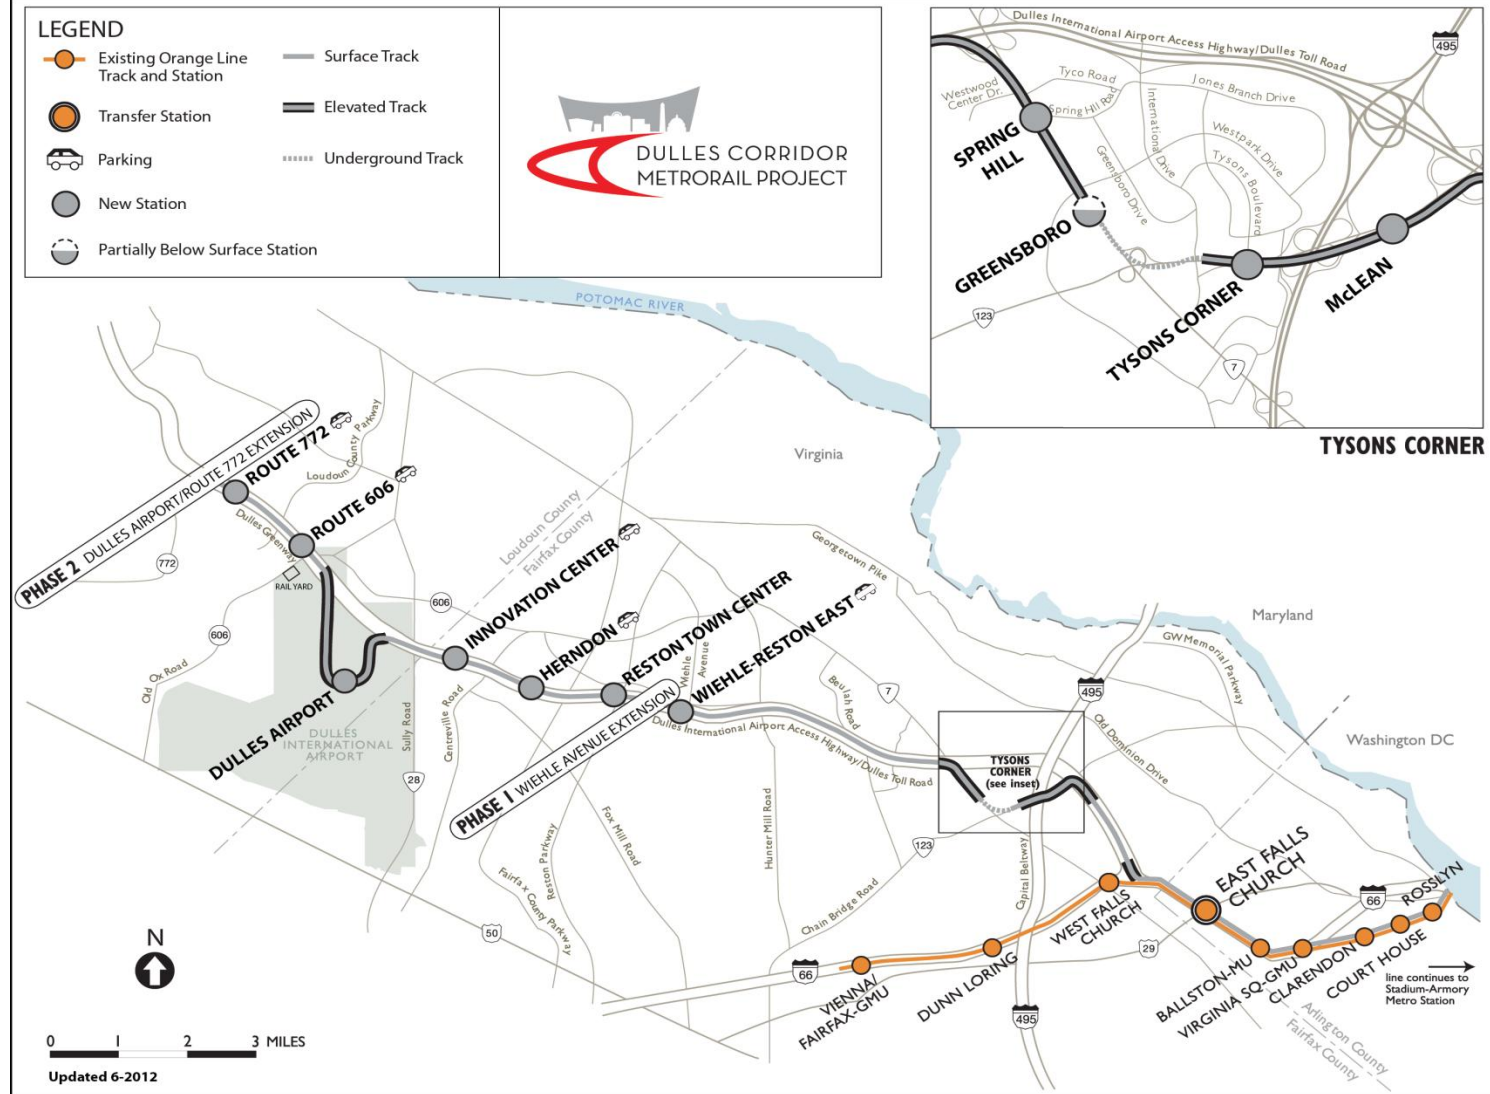 LEGEND
Existing Orange Line
Track and Station
Transfer Station
Parking
New Station
Partially Below Surface Station
Surface Track
Elevated Track
Underground Track
DULLES CORRIDOR
METRORAIL PROJECT
Dulles International Airport Access Highway/Dulles Toll Road
495
Westwood
Center Dr.
Tyco Road
Spring Hill Road
International Drive
Jones Branch Drive
Westpark Drive
Tysons Boulevard
Greensboro Drive
SPRING
HILL
GREENSBORO
TYSONS CORNER
McLEAN
123
7
TYSONS CORNER
POTOMAC RIVER
Virginia
Maryland
Washington DC
PHASE 2 DULLES AIRPORT/ROUTE 772 EXTENSION
ROUTE 772
Loudoun County Parkway
ROUTE 606
Dulles Greenway
RAIL YARD
772
606
606
Old Ox Road
Loudoun County
Fairfax County
INNOVATION CENTER
HERNDON
RESTON TOWN CENTER
WIEHLE-RESTON EAST
Wiehle
Avenue
DULLES AIRPORT
DULLES
INTERNATIONAL
AIRPORT
Sully Road
28
Centreville Road
PHASE 1 WIEHLE AVENUE EXTENSION
Dulles International Airport Access Highway/Dulles Toll Road
Beulah Road
7
Georgetown Pike
GW Memorial Parkway
495
Old Dominion Drive
TYSONS
CORNER
(see inset)
Fox Mill Road
Reston Parkway
Fairfax County Parkway
Hunter Mill Road
123
Chain Bridge Road
Capital Beltway
50
66
VIENNA/
FAIRFAX-GMU
DUNN LORING
WEST FALLS
CHURCH
29
495
EAST FALLS
CHURCH
66
ROSSLYN
BALLSTON-MU
VIRGINIA SQ-GMU
CLARENDON
COURT HOUSE
Arlington County
Fairfax County
line continues to
Stadium-Armory
Metro Station
N
0 1 2 3 MILES
Updated 6-2012